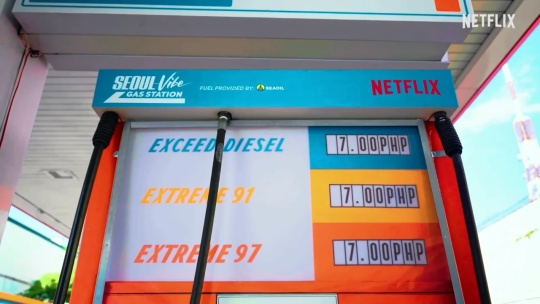 NETFLIX
SEOUL Vibe
GAS STATION
FUEL PROVIDED BY: SEAOIL
NETFLIX
EXCEED DIESEL 7.00PHP
EXTREME 91 7.00PHP
EXTREME 97 7.00PHP